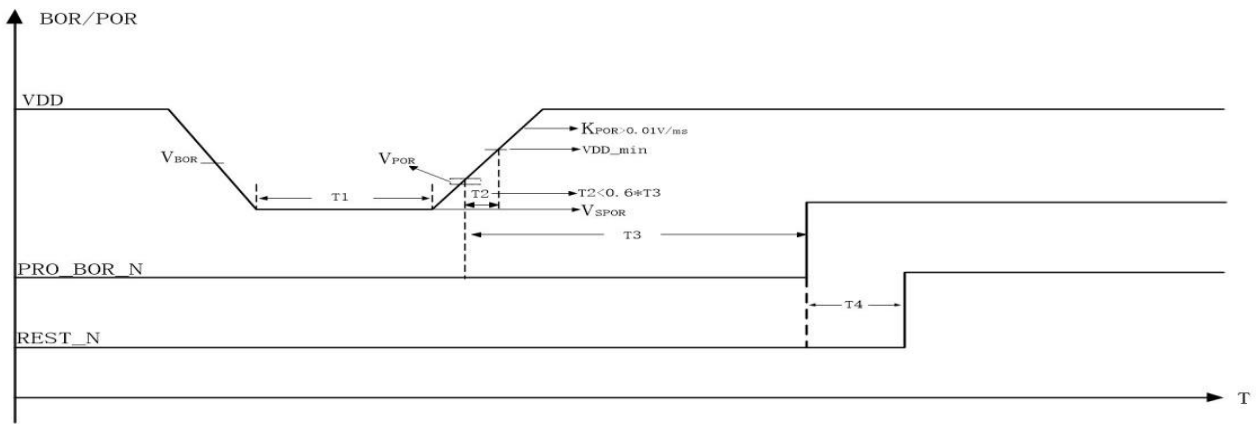 BOR/POR
VDD
KPOR>0.01V/ms
VDD_min
VBOR
VPOR
T1
T2
T2<0.6*T3
VSPOR
T3
PRO_BOR_N
T4
REST_N
T